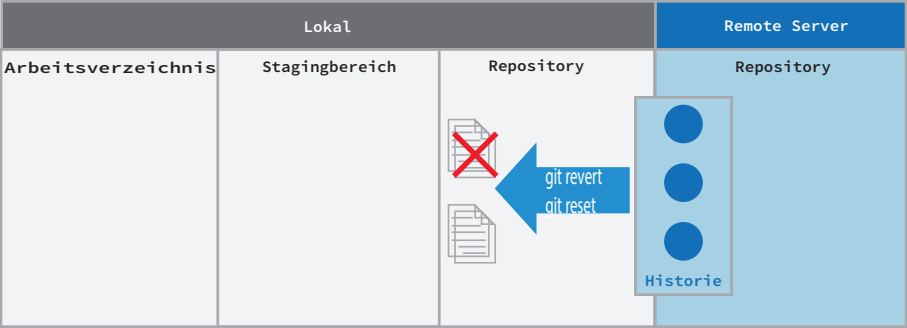 Lokal
Remote Server
Arbeitsverzeichnis
Stagingbereich
Repository
Repository
git revert
git reset
Historie